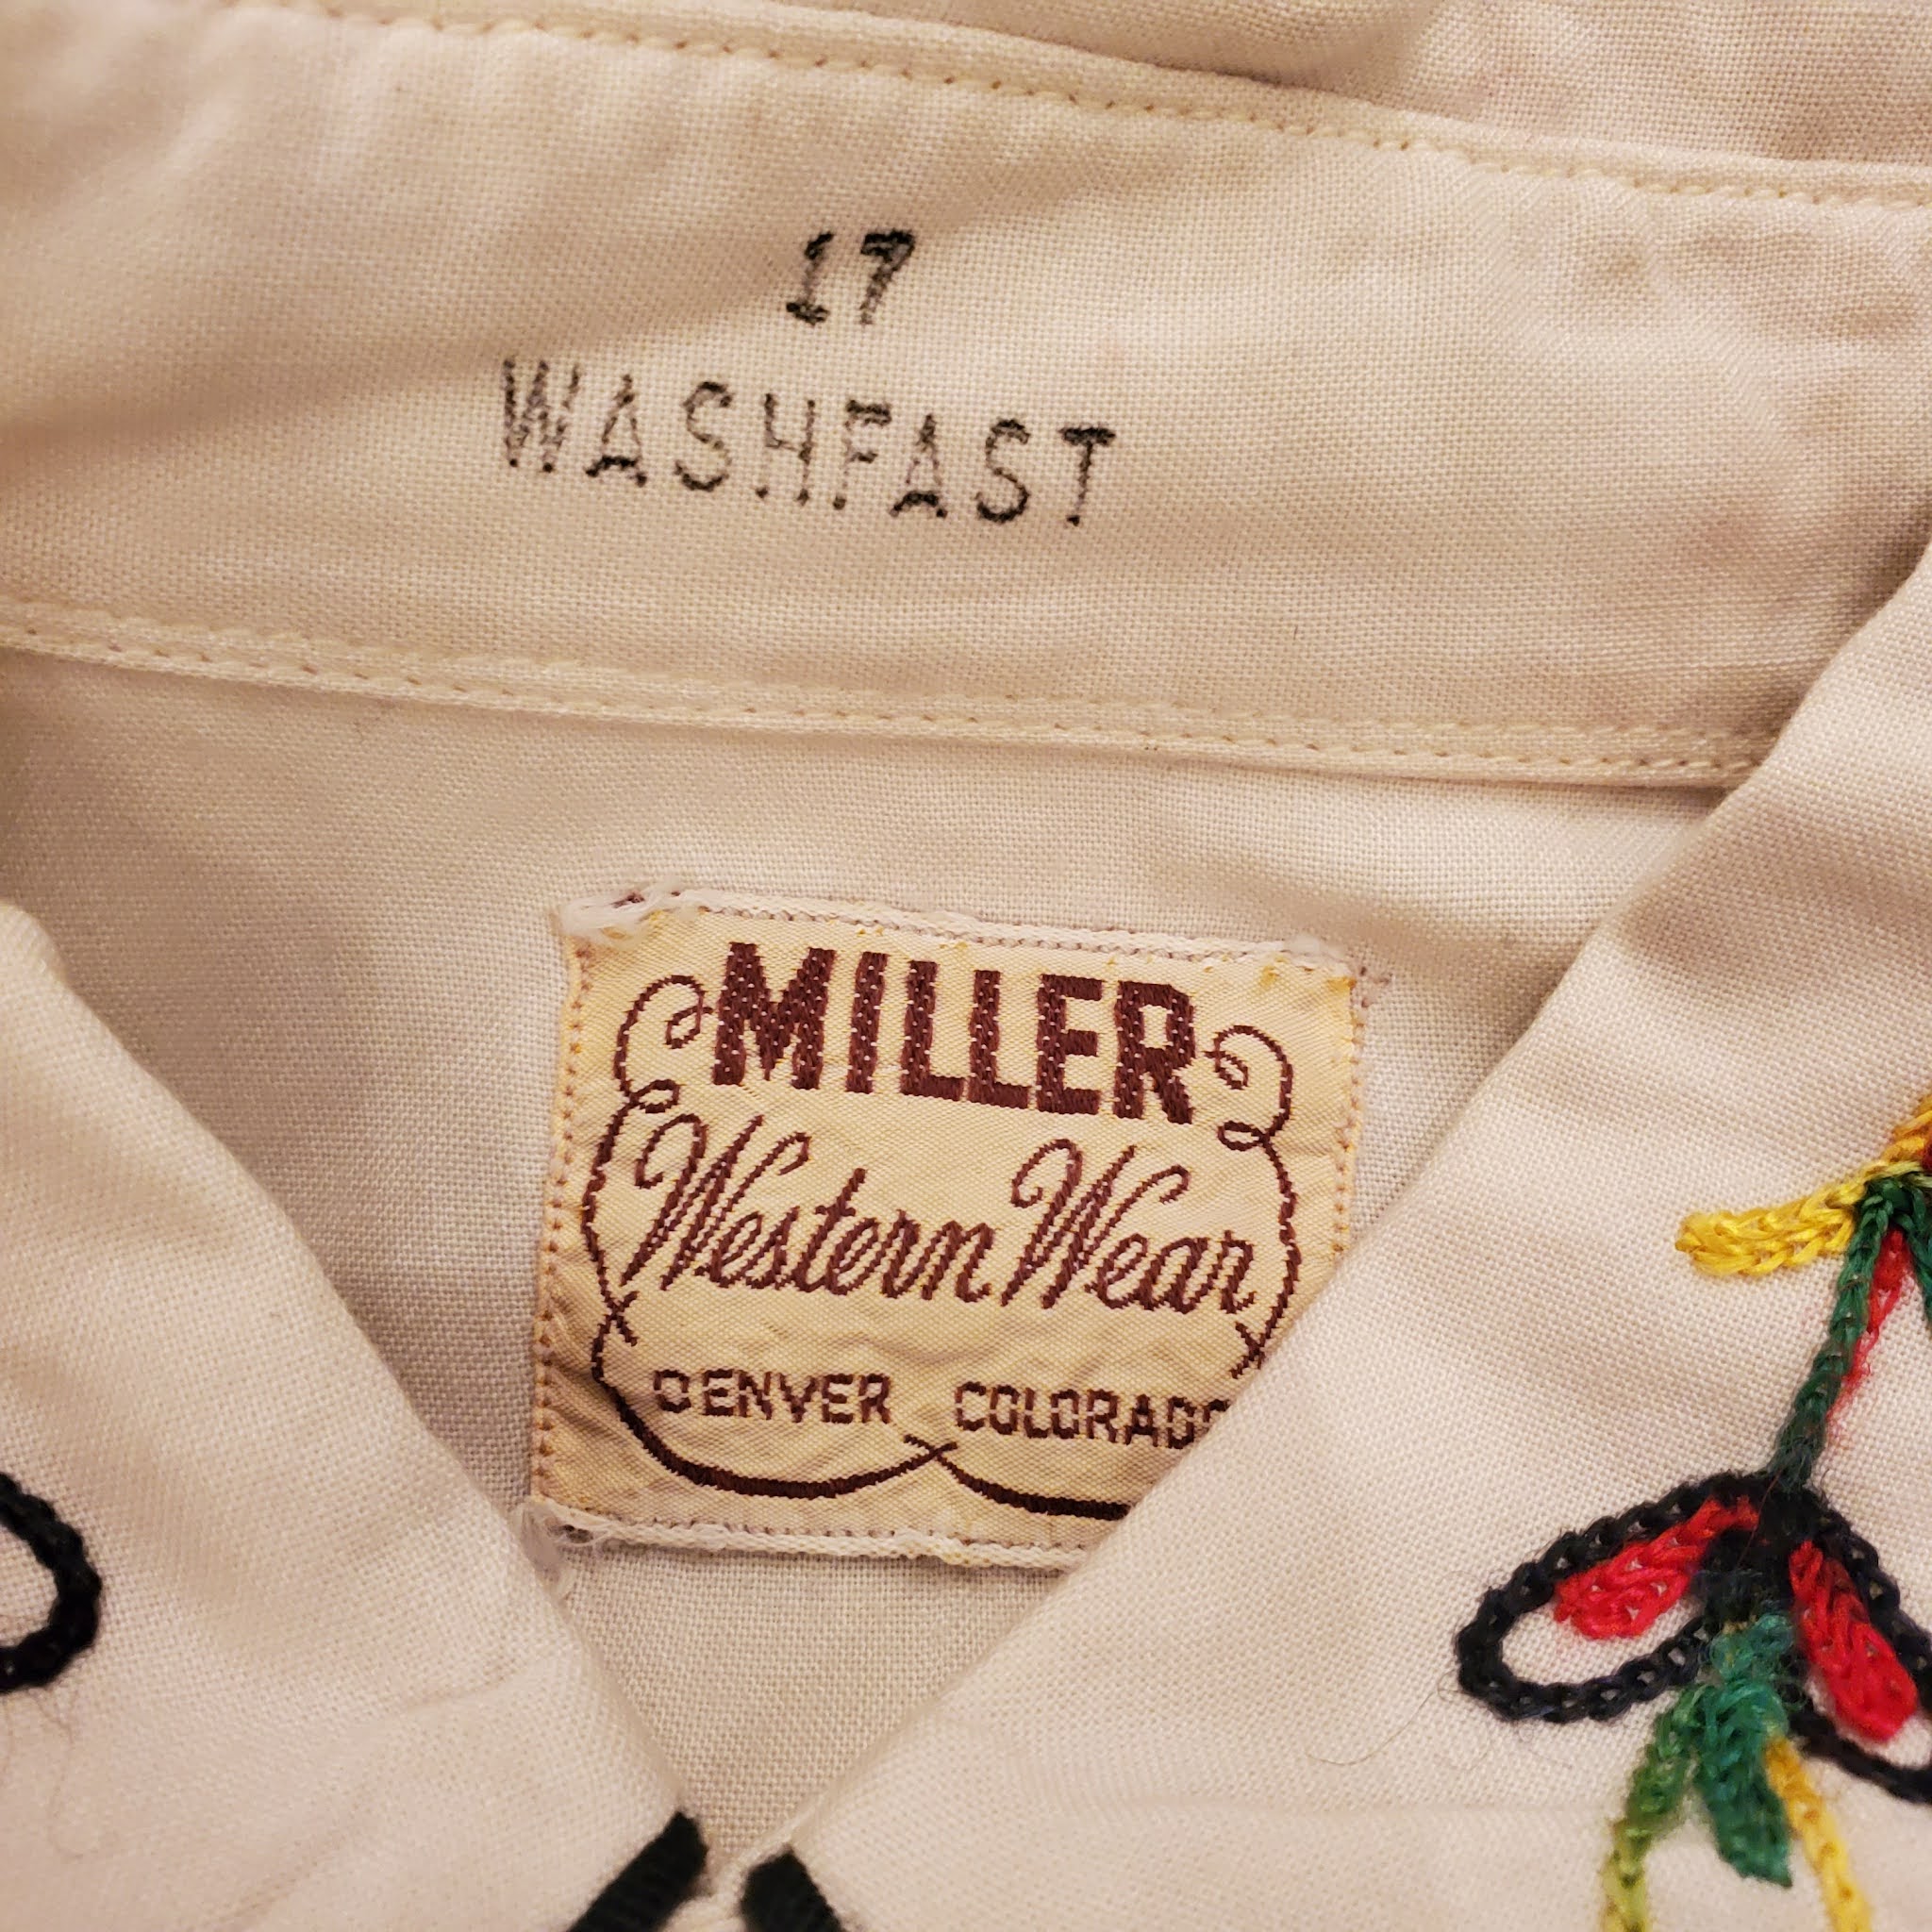 17
WASHFAST
MILLER
Western Wear
DENVER COLORADO